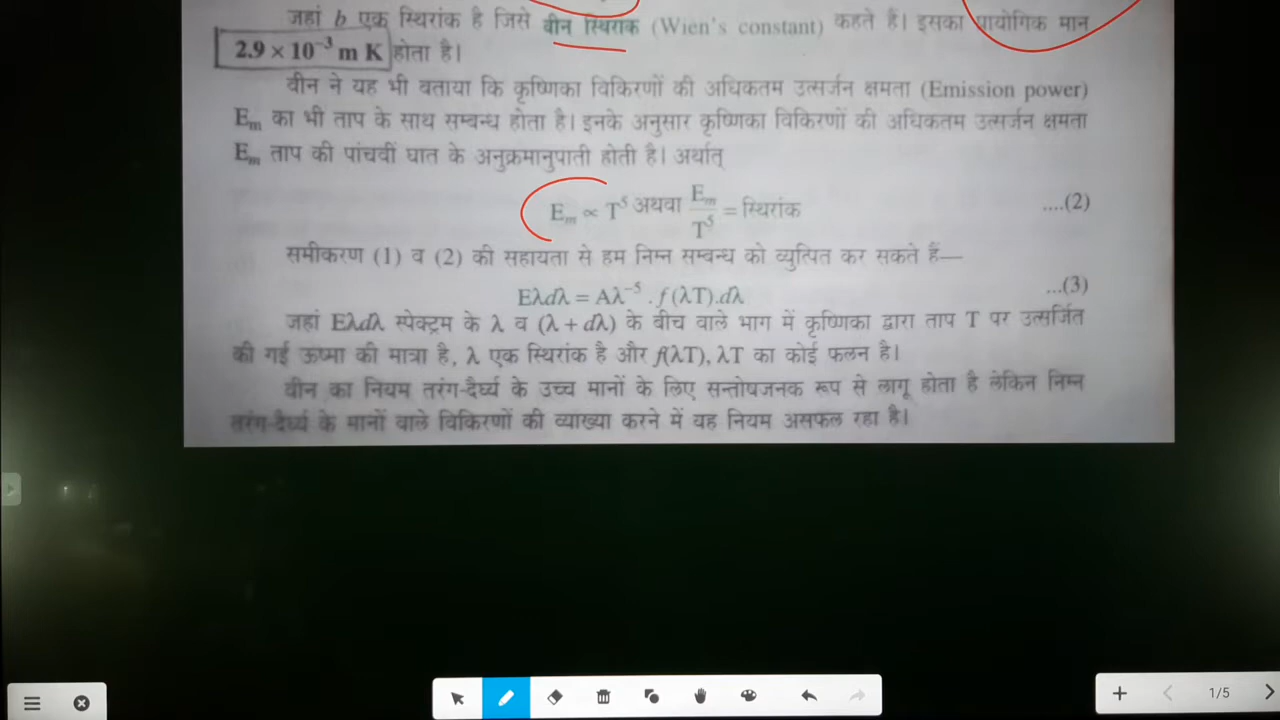 जहां b एक स्थिरांक है जिसे वीन स्थिरांक (Wien's constant) कहते हैं। इसका प्रायोगिक मान
2.9 × 10⁻³ m K होता है।
वीन ने यह भी बताया कि कृष्णिका विकिरणों की अधिकतम उत्सर्जन क्षमता (Emission power)
Eₘ का भी ताप के साथ सम्बन्ध होता है। इनके अनुसार कृष्णिका विकिरणों की अधिकतम उत्सर्जन क्षमता
Eₘ ताप की पांचवीं घात के अनुक्रमानुपाती होती है। अर्थात्
Eₘ ∝ T⁵ अथवा Eₘ/T⁵ = स्थिरांक ....(2)
समीकरण (1) व (2) की सहायता से हम निम्न सम्बन्ध को व्युत्पित कर सकते हैं—
Eλdλ = Aλ⁻⁵ . f(λT).dλ ...(3)
जहां Eλdλ स्पेक्ट्रम के λ व (λ + dλ) के बीच वाले भाग में कृष्णिका द्वारा ताप T पर उत्सर्जित
की गई ऊष्मा की मात्रा है, λ एक स्थिरांक है और f(λT), λT का कोई फलन है।
वीन का नियम तरंग-दैर्घ्य के उच्च मानों के लिए सन्तोषजनक रूप से लागू होता है लेकिन निम्न
तरंग-दैर्घ्य के मानों वाले विकिरणों की व्याख्या करने में यह नियम असफल रहा है।
1/5